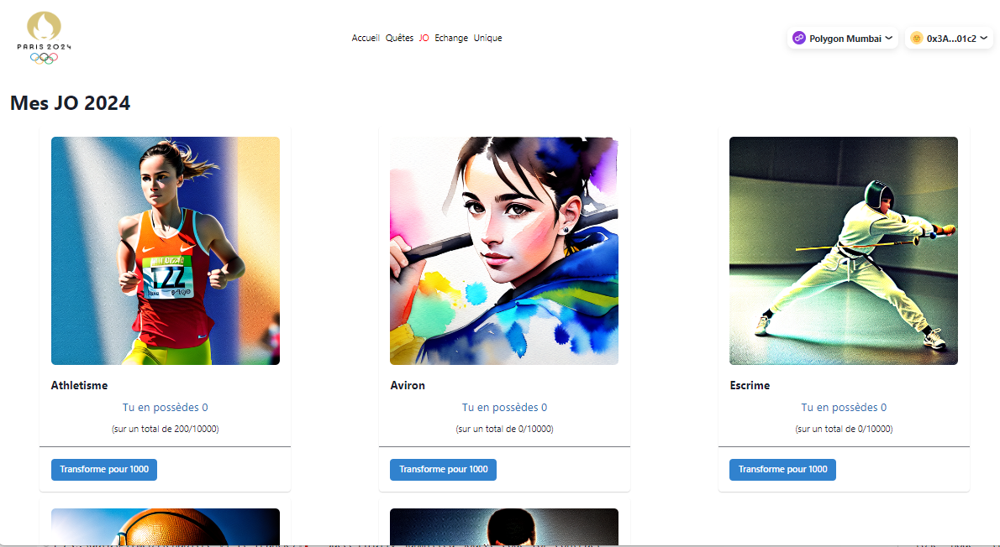 PARIS 2024
Accueil Quêtes JO Echange Unique
Polygon Mumbai
0x3A...01c2
Mes JO 2024
Athletisme
Tu en possèdes 0
(sur un total de 200/10000)
Transforme pour 1000
Aviron
Tu en possèdes 0
(sur un total de 0/10000)
Transforme pour 1000
Escrime
Tu en possèdes 0
(sur un total de 0/10000)
Transforme pour 1000